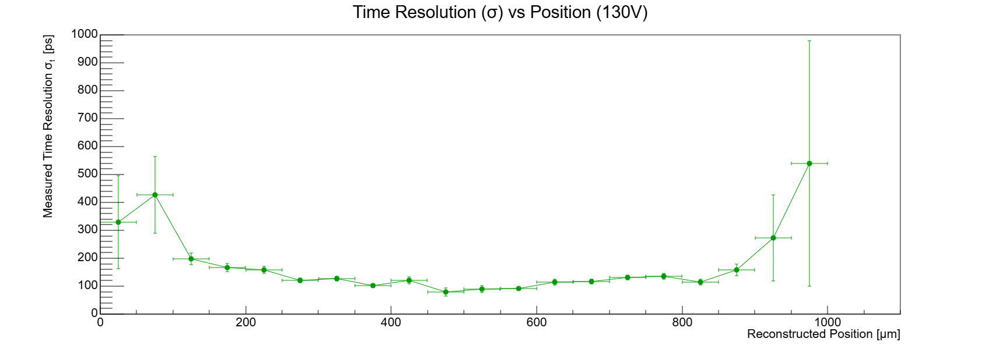 Time Resolution (σ) vs Position (130V)
Measured Time Resolution σt [ps]
1000
900
800
700
600
500
400
300
200
100
0
0 200 400 600 800 1000
Reconstructed Position [μm]